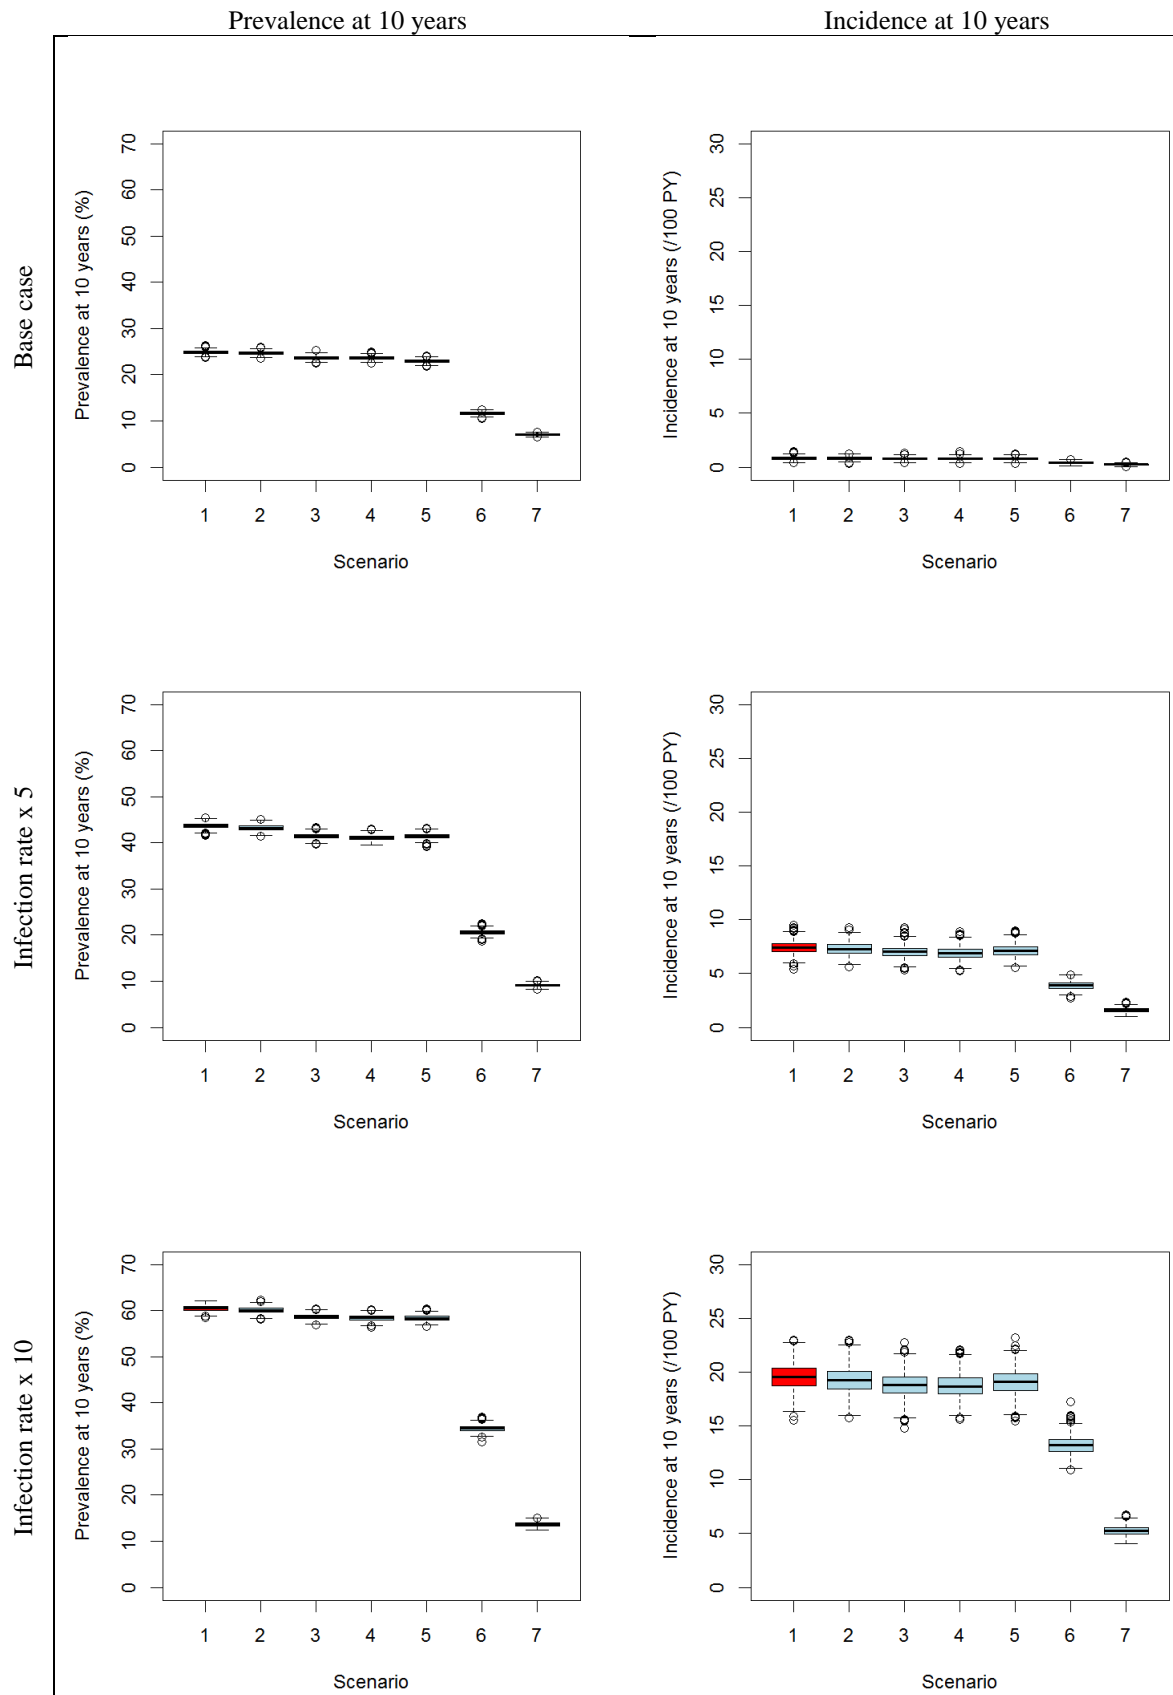 Prevalence at 10 years
Incidence at 10 years
Base case
Prevalence at 10 years (%)
70
60
50
40
30
20
10
0
1 2 3 4 5 6 7
Scenario
Incidence at 10 years (/100 PY)
30
25
20
15
10
5
0
1 2 3 4 5 6 7
Scenario
Infection rate x 5
Prevalence at 10 years (%)
70
60
50
40
30
20
10
0
1 2 3 4 5 6 7
Scenario
Incidence at 10 years (/100 PY)
30
25
20
15
10
5
0
1 2 3 4 5 6 7
Scenario
Infection rate x 10
Prevalence at 10 years (%)
70
60
50
40
30
20
10
0
1 2 3 4 5 6 7
Scenario
Incidence at 10 years (/100 PY)
30
25
20
15
10
5
0
1 2 3 4 5 6 7
Scenario